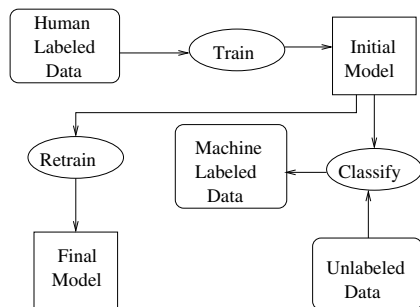 Human
Labeled
Data
Train
Initial
Model
Retrain
Machine
Labeled
Data
Classify
Final
Model
Unlabeled
Data